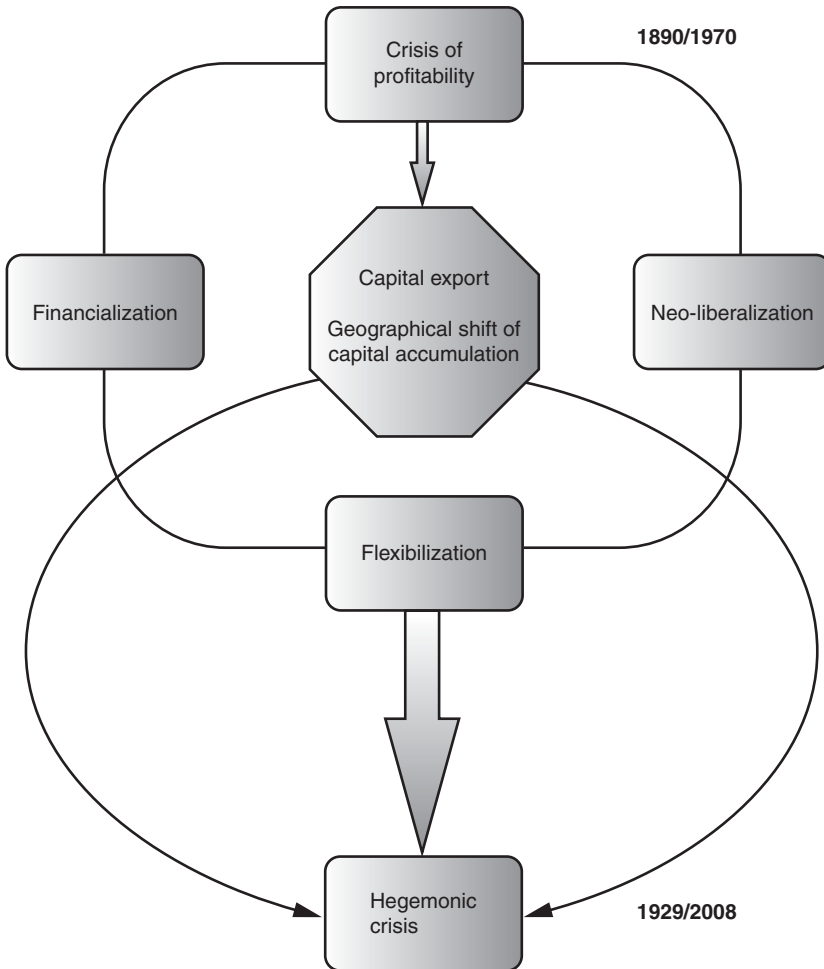 Crisis of
profitability
1890/1970
Financialization
Capital export
Geographical shift of
capital accumulation
Neo-liberalization
Flexibilization
Hegemonic
crisis
1929/2008